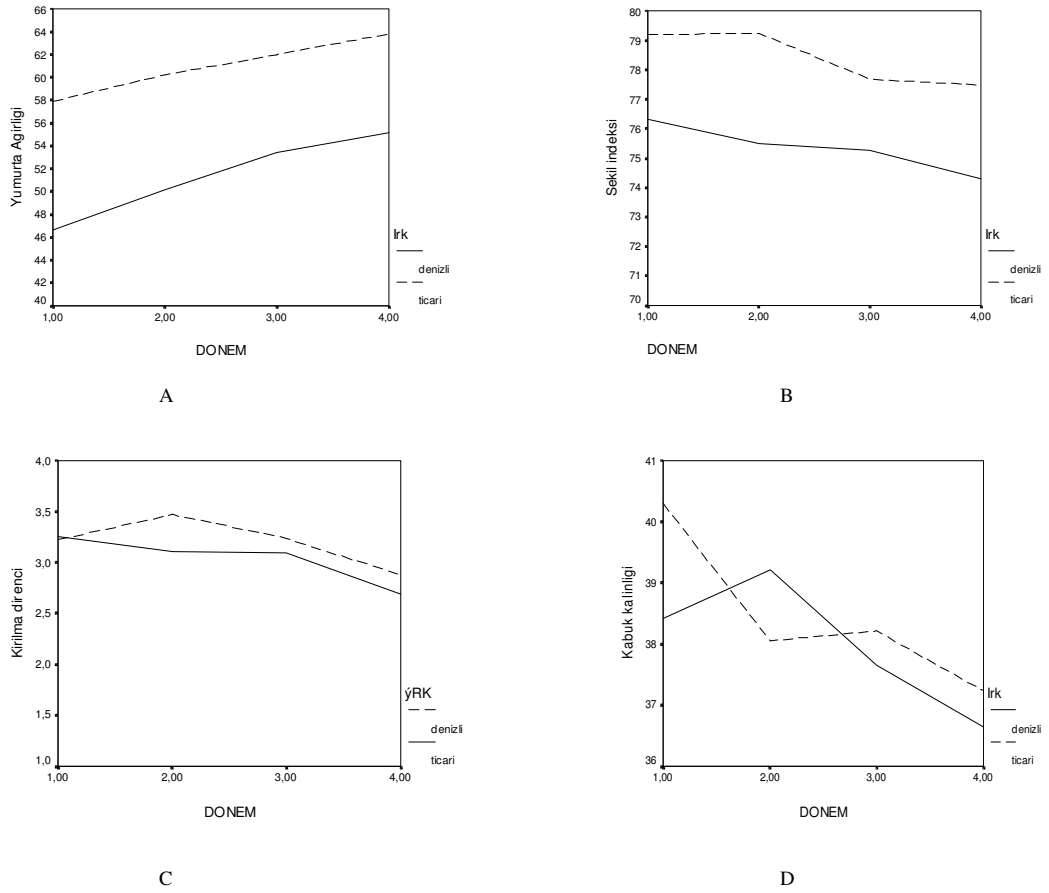 66
64
62
60
58
56
54
52
50
48
46
44
42
40
Yumurta Agirligi
1,00
2,00
3,00
4,00
DONEM
Irk
denizli
ticari
A
80
79
78
77
76
75
74
73
72
71
70
Sekil indeksi
1,00
2,00
3,00
4,00
DONEM
Irk
denizli
ticari
B
4,0
3,5
3,0
2,5
2,0
1,5
1,0
Kirilma direnci
1,00
2,00
3,00
4,00
DONEM
ýRK
denizli
ticari
C
41
40
39
38
37
36
Kabuk kalinligi
1,00
2,00
3,00
4,00
DONEM
Irk
denizli
ticari
D